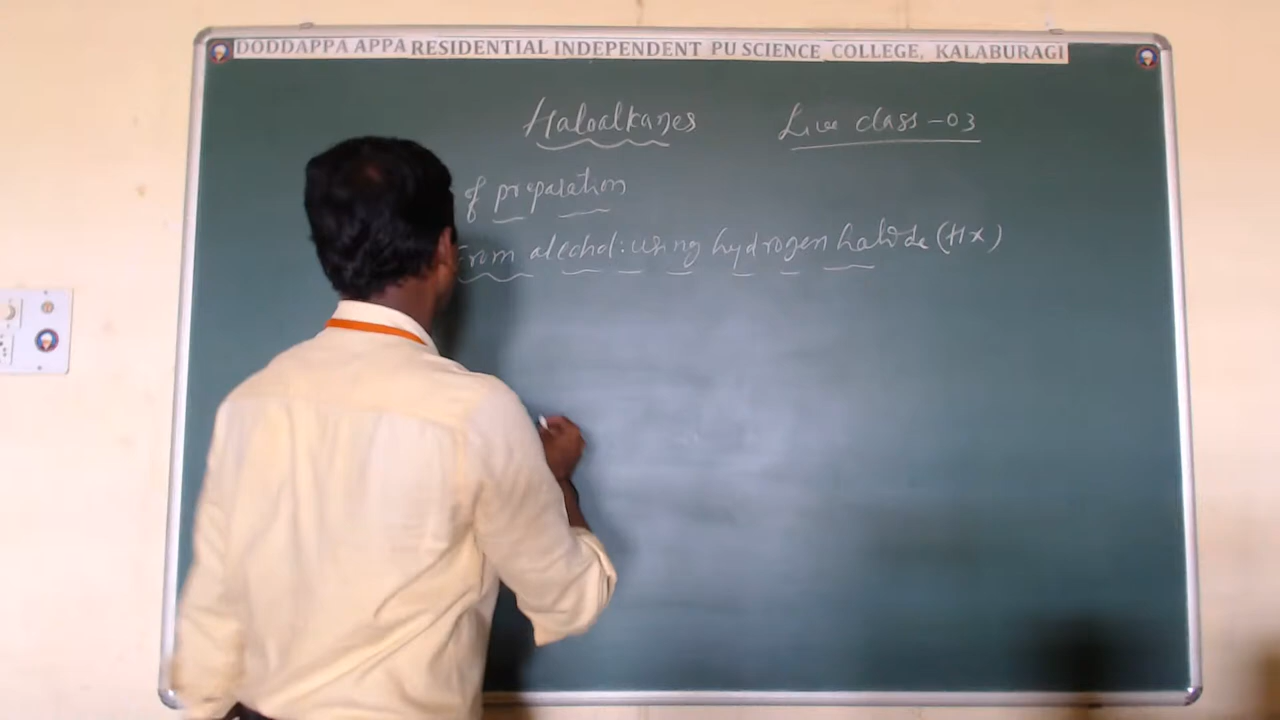 DODDAPPA APPA RESIDENTIAL INDEPENDENT PU SCIENCE COLLEGE, KALABURAGI
Haloalkanes Live class-03
of preparation
From alcohol: using hydrogen halide (HX)